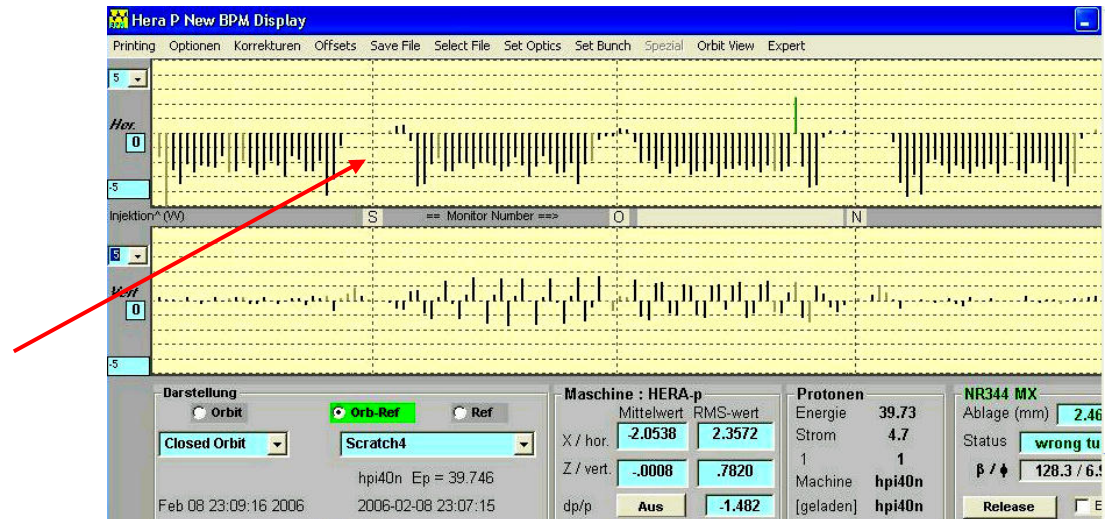 Hera P New BPM Display
Printing Optionen Korrekturen Offsets Save File Select File Set Optics Set Bunch Spezial Orbit View Expert
5
Hor.
0
-5
Injektion^ (W) S == Monitor Number ==> O N
5
Vert
0
-5
Darstellung
Orbit Orb-Ref Ref
Closed Orbit Scratch4
hpi40n Ep = 39.746
Feb 08 23:09:16 2006 2006-02-08 23:07:15
Maschine : HERA-p
Mittelwert RMS-wert
X / hor. -2.0538 2.3572
Z / vert. -.0008 .7820
dp/p Aus -1.482
Protonen
Energie 39.73
Strom 4.7
1 1
Machine hpi40n
[geladen] hpi40n
NR344 MX
Ablage (mm) 2.46
Status wrong tu
β / ϕ 128.3 / 6.9
Release E